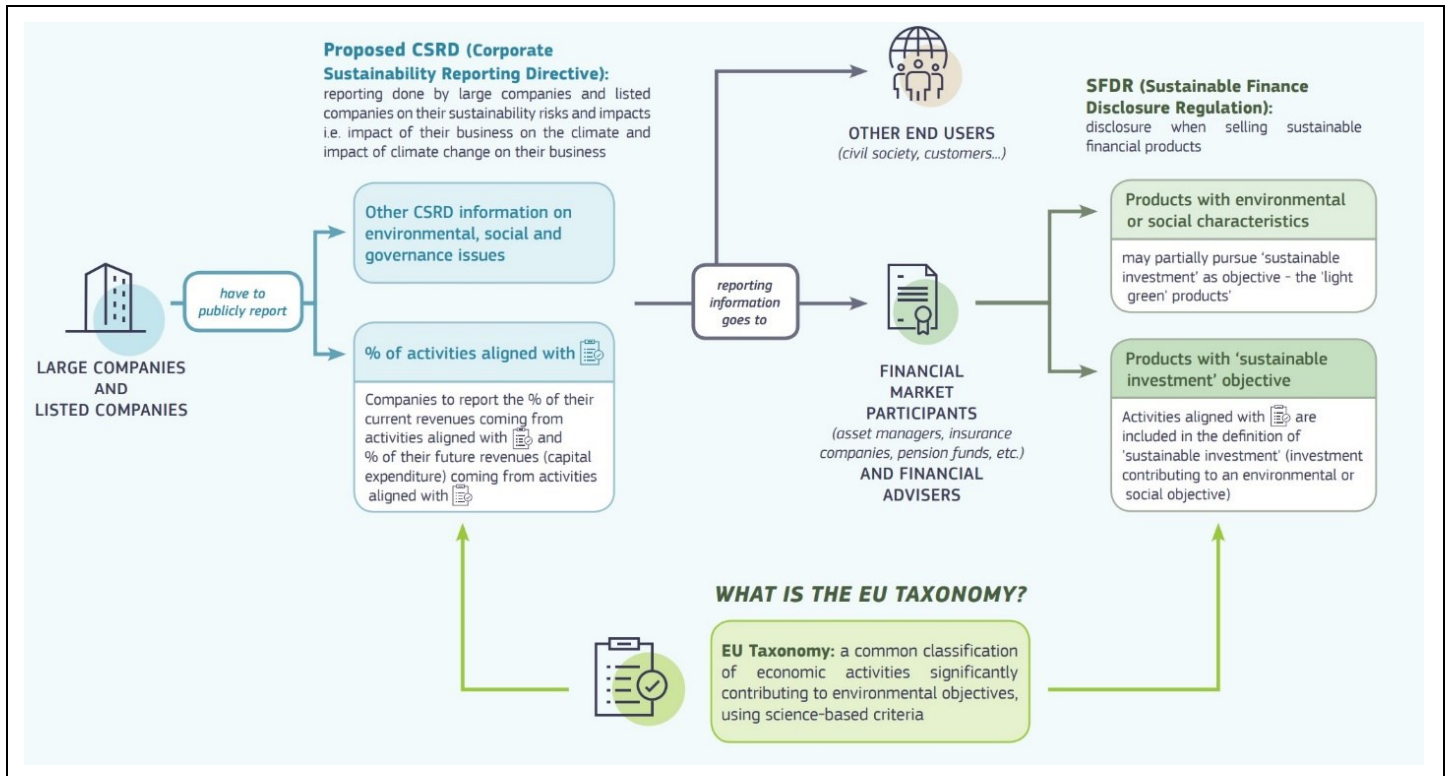 Proposed CSRD (Corporate
Sustainability Reporting Directive):
reporting done by large companies and listed
companies on their sustainability risks and impacts
i.e. impact of their business on the climate and
impact of climate change on their business
OTHER END USERS
(civil society, customers...)
SFDR (Sustainable Finance
Disclosure Regulation):
disclosure when selling sustainable
financial products
LARGE COMPANIES
AND
LISTED COMPANIES
have to
publicly report
Other CSRD information on
environmental, social and
governance issues
% of activities aligned with
Companies to report the % of their
current revenues coming from
activities aligned with and
% of their future revenues (capital
expenditure) coming from activities
aligned with
reporting
information
goes to
FINANCIAL
MARKET
PARTICIPANTS
(asset managers, insurance
companies, pension funds, etc.)
AND FINANCIAL
ADVISERS
Products with environmental
or social characteristics
may partially pursue 'sustainable
investment' as objective - the 'light
green' products'
Products with 'sustainable
investment' objective
Activities aligned with are
included in the definition of
'sustainable investment' (investment
contributing to an environmental or
social objective)
WHAT IS THE EU TAXONOMY?
EU Taxonomy: a common classification
of economic activities significantly
contributing to environmental objectives,
using science-based criteria